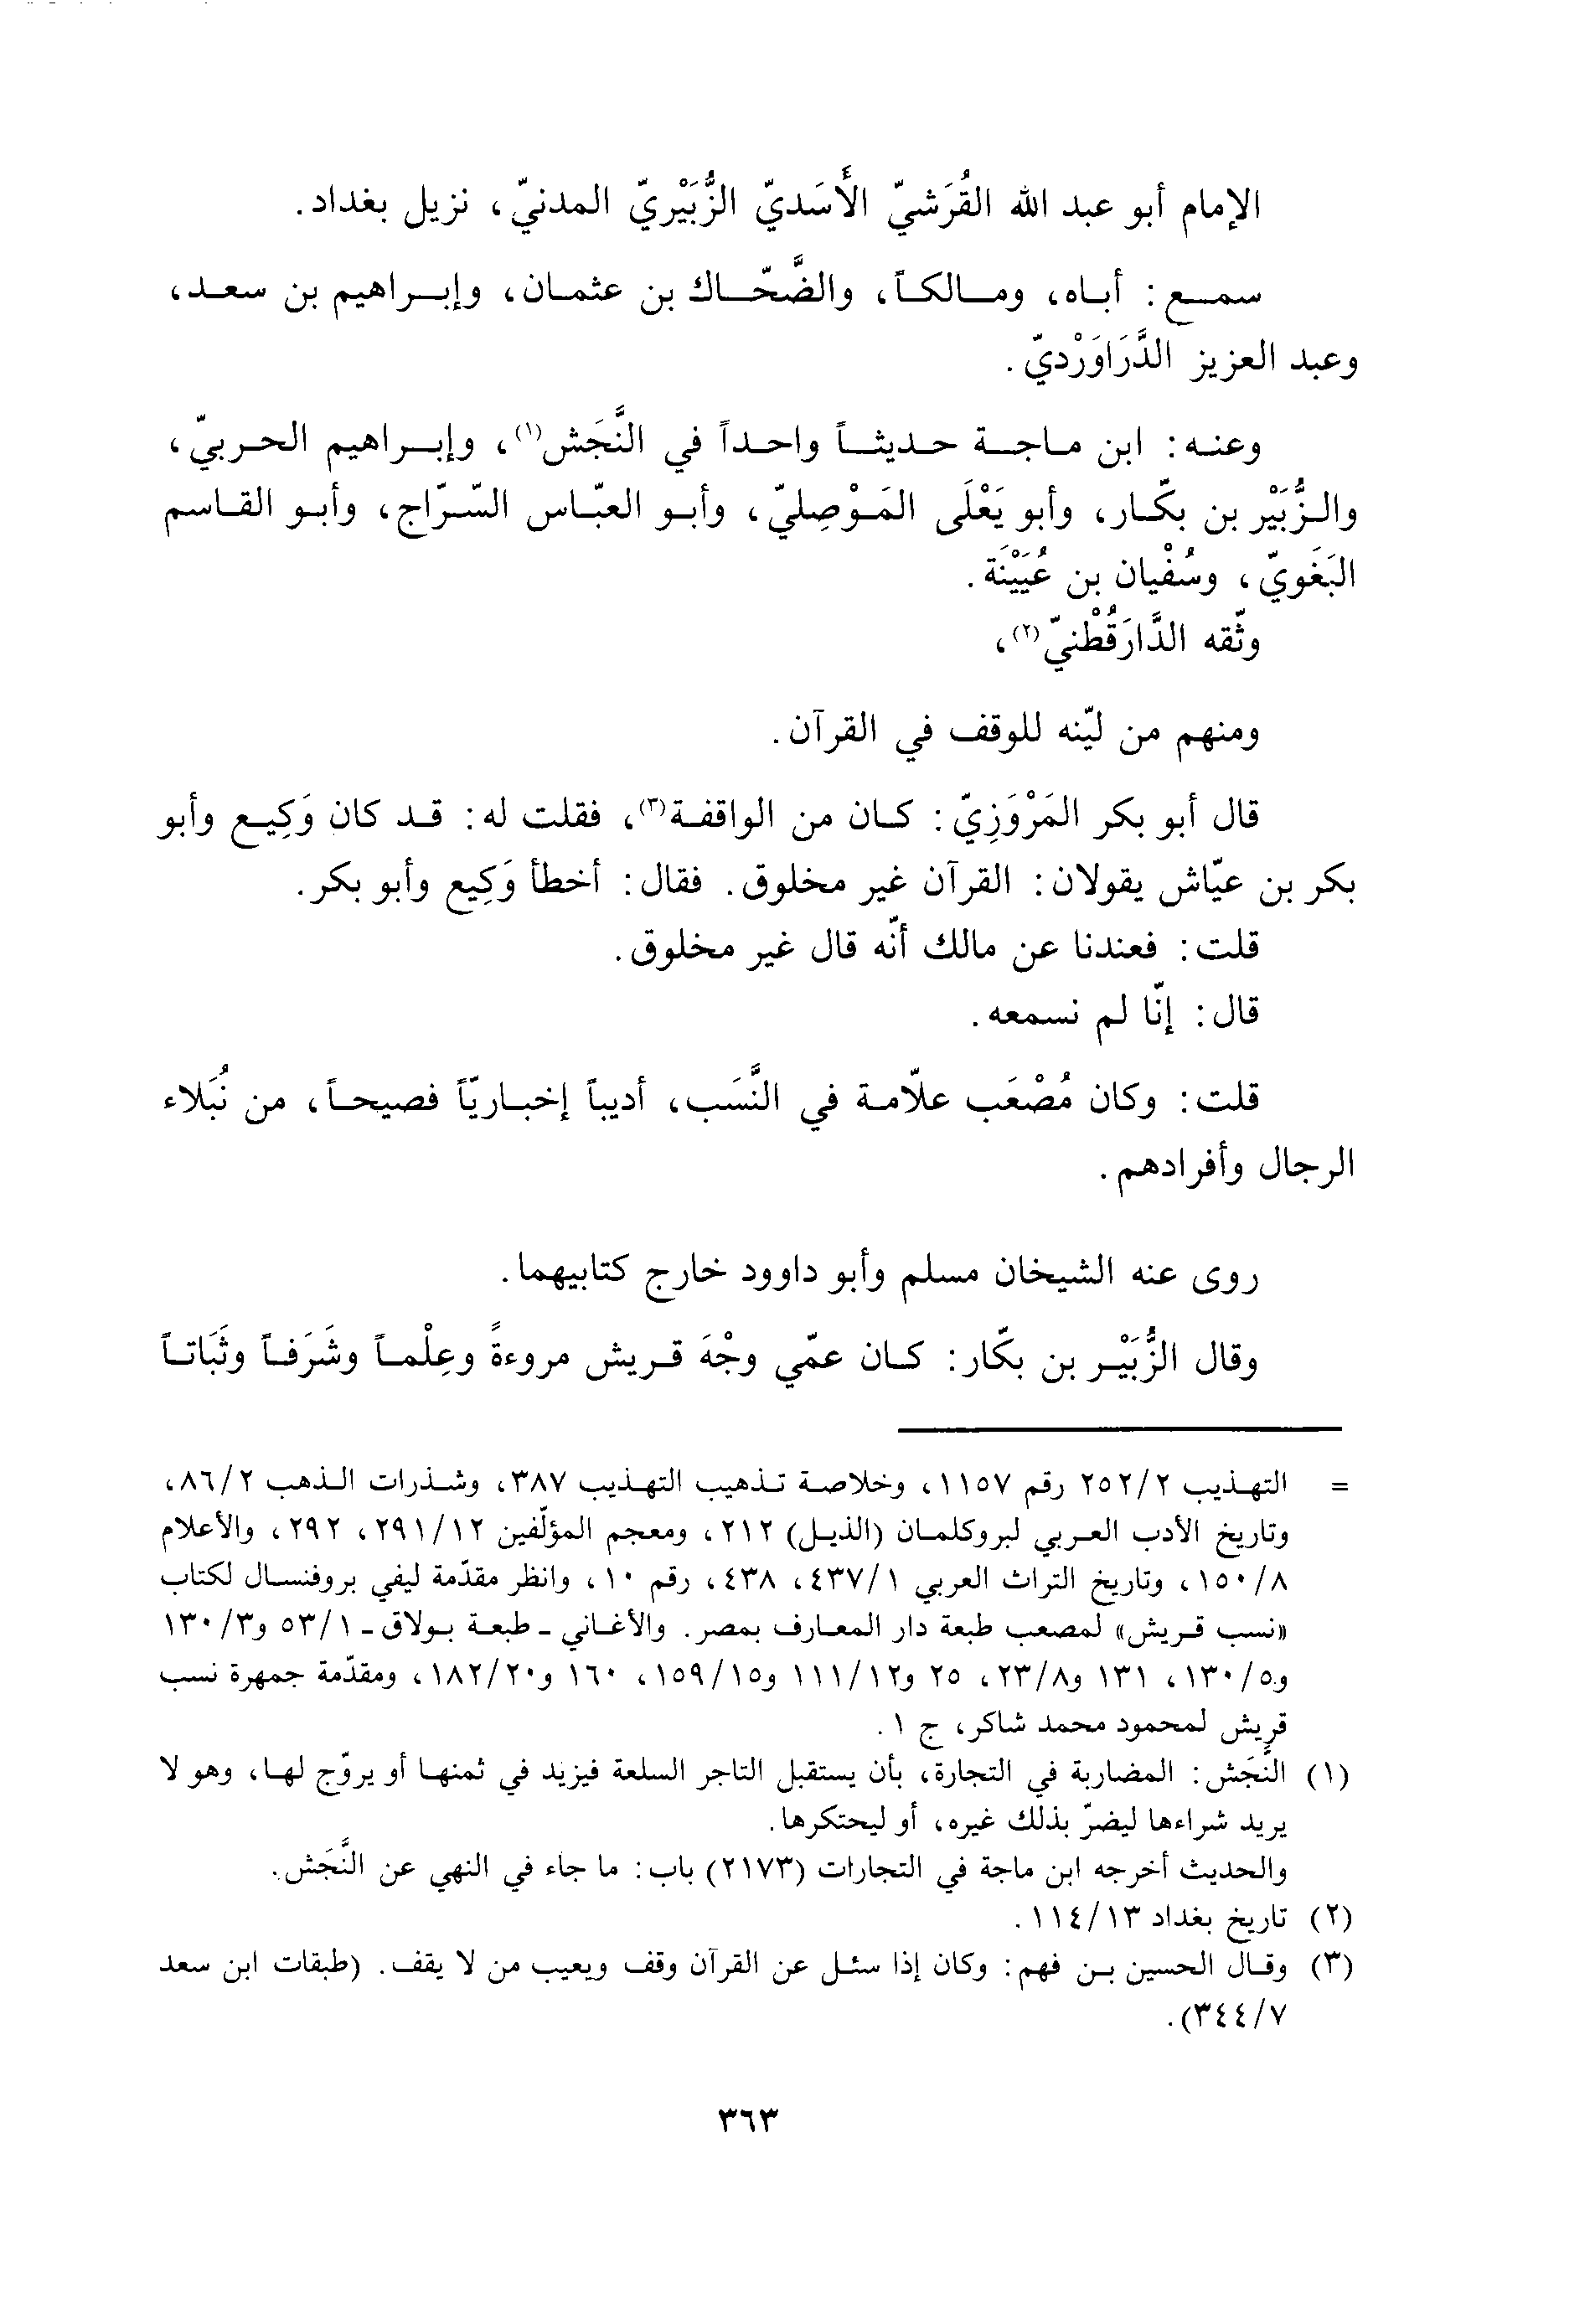 الإمام أبو عبد الله القُرَشيّ الأَسَديّ الزُّبَيْريّ المدنيّ، نزيل بغداد.
سمع: أباه، ومالكاً، والضَّحّاك بن عثمان، وإبراهيم بن سعد،
وعبد العزيز الدَّرَاوَرْديّ.
وعنه: ابن ماجة حديثاً واحداً في النَّجَش(١)، وإبراهيم الحربيّ،
والزُّبَيْر بن بكّار، وأبو يَعْلَى المَوْصِليّ، وأبو العبّاس السّرّاج، وأبو القاسم
البَغَويّ، وسُفْيان بن عُيَيْنَة.
وثّقه الدَّارَقُطْنيّ(٢)،
ومنهم من ليّنه للوقف في القرآن.
قال أبو بكر المَرْوَزِيّ: كان من الواقفة(٣)، فقلت له: قد كان وَكِيع وأبو
بكر بن عيّاش يقولان: القرآن غير مخلوق. فقال: أخطأ وَكِيع وأبو بكر.
قلت: فعندنا عن مالك أنّه قال غير مخلوق.
قال: إنّا لم نسمعه.
قلت: وكان مُصْعَب علاّمة في النَّسَب، أديباً إخباريّاً فصيحاً، من نُبَلاء
الرجال وأفرادهم.
روى عنه الشيخان مسلم وأبو داوود خارج كتابيهما.
وقال الزُّبَيْر بن بكّار: كان عمّي وجْهَ قريش مروءةً وعِلْماً وشَرَفاً وثَبَاتاً
= التهذيب ٢/ ٢٥٢ رقم ١١٥٧، وخلاصة تذهيب التهذيب ٣٨٧، وشذرات الذهب ٢/ ٨٦،
وتاريخ الأدب العربي لبروكلمان (الذيل) ٢١٢، ومعجم المؤلّفين ١٢/ ٢٩١، ٢٩٢، والأعلام
٨/ ١٥٠، وتاريخ التراث العربي ١/ ٤٣٧، ٤٣٨، رقم ١٠، وانظر مقدّمة ليفي بروفنسال لكتاب
«نسب قريش» لمصعب طبعة دار المعارف بمصر. والأغاني ـ طبعة بولاق ـ ١/ ٥٣ و٣/ ١٣٠
و٥/ ١٣٠، ١٣١ و٨/ ٢٣، ٢٥ و١٢/ ١١١ و١٥/ ١٥٩، ١٦٠ و٢٠/ ١٨٢، ومقدّمة جمهرة نسب
قريش لمحمود محمد شاكر، ج ١.
(١) النَّجَش: المضاربة في التجارة، بأن يستقبل التاجر السلعة فيزيد في ثمنها أو يروّج لها، وهو لا
يريد شراءها ليضرّ بذلك غيره، أو ليحتكرها.
والحديث أخرجه ابن ماجة في التجارات (٢١٧٣) باب: ما جاء في النهي عن النَّجَش.
(٢) تاريخ بغداد ١٣/ ١١٤.
(٣) وقال الحسين بن فهم: وكان إذا سئل عن القرآن وقف ويعيب من لا يقف. (طبقات ابن سعد
٧/ ٣٤٤).
٣٦٣